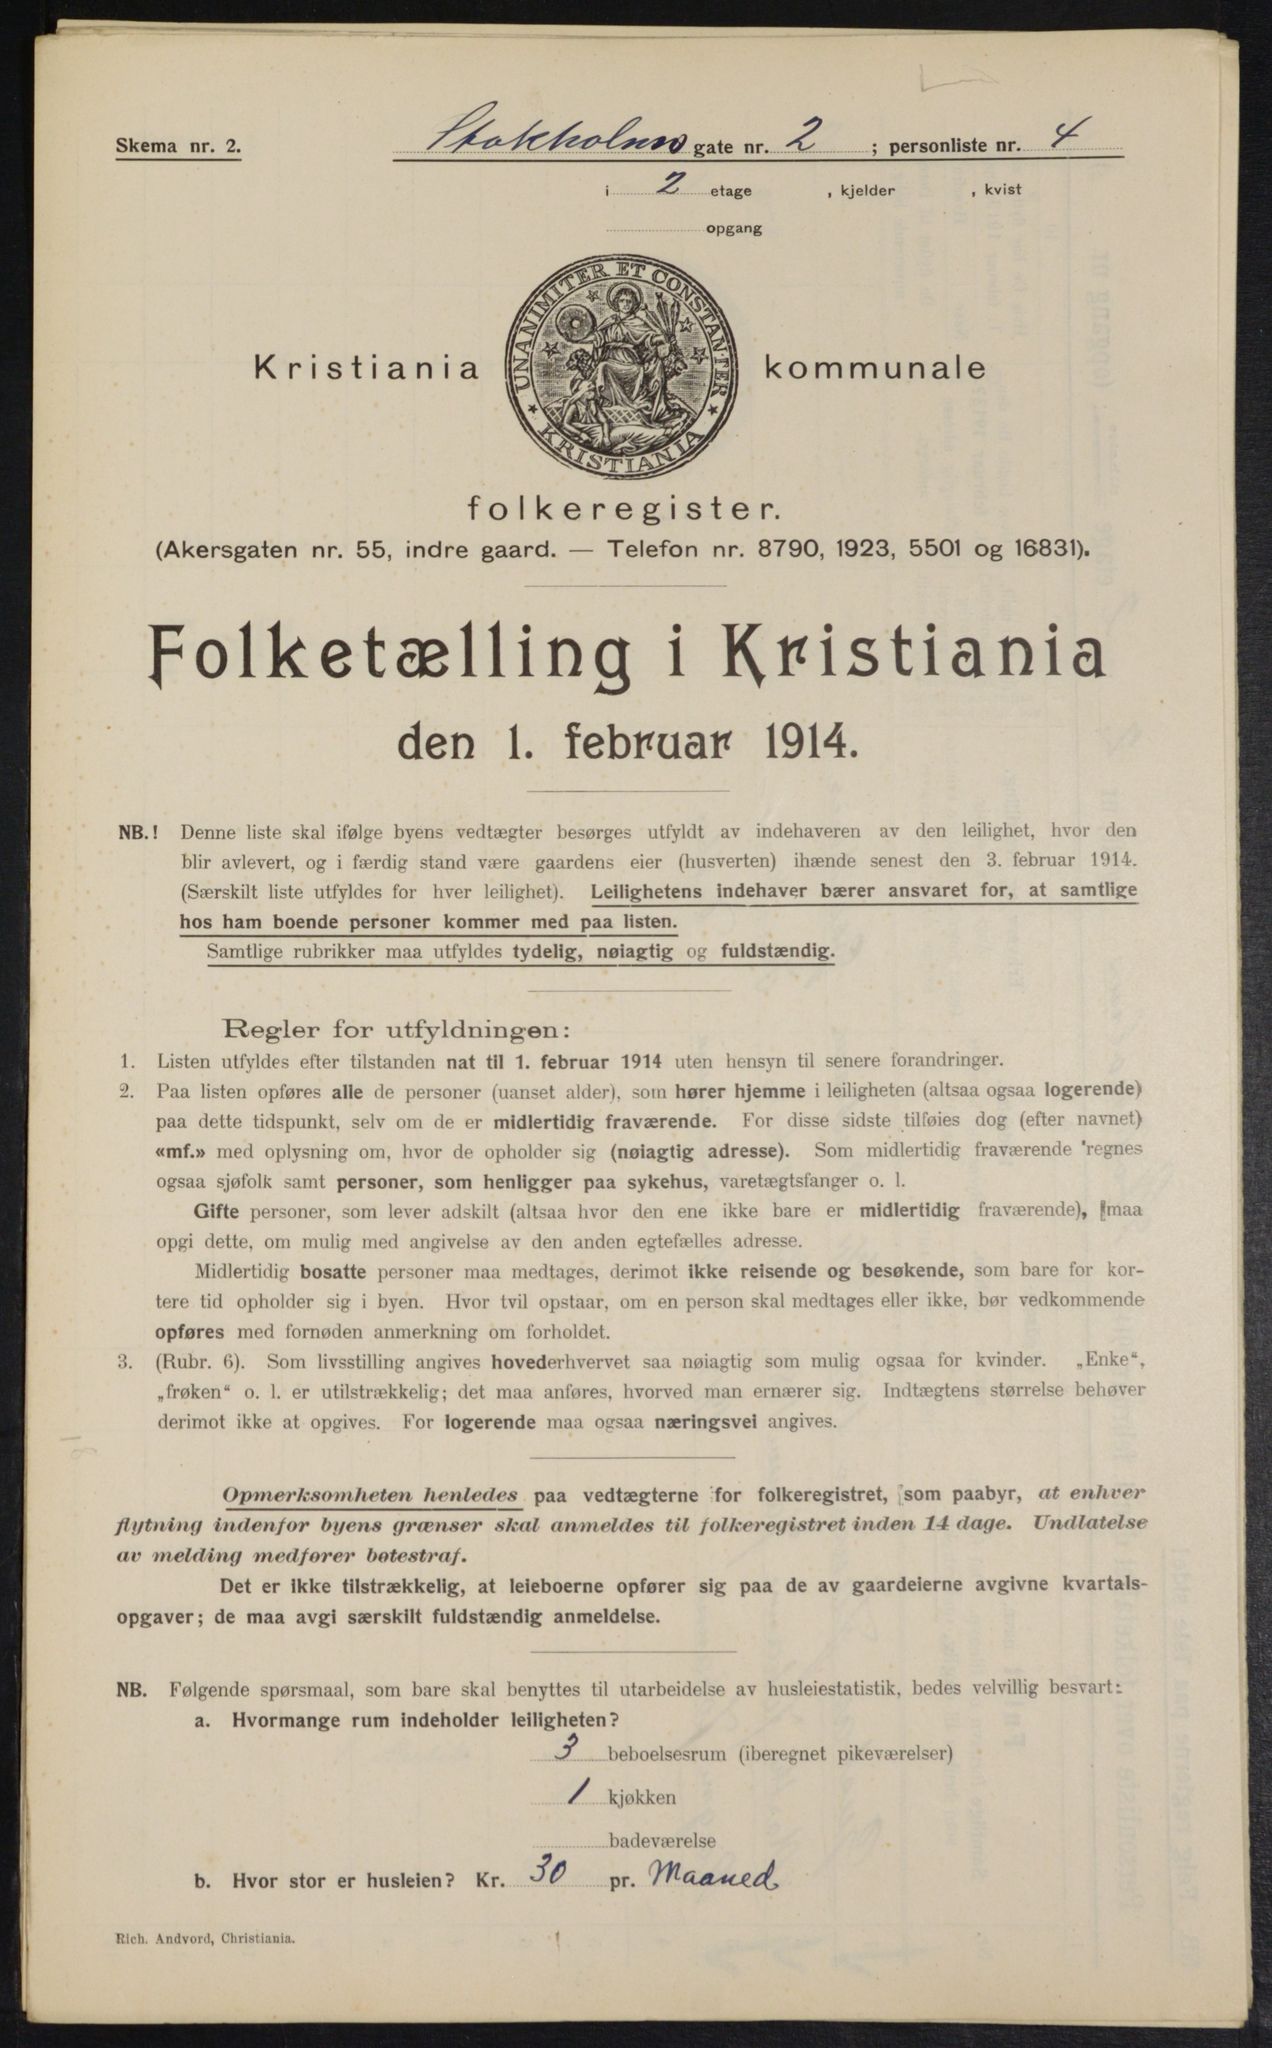 Skema nr. 2.
Stokholms gate nr. 2 ; personliste nr. 4
i 2 etage , kjelder , kvist
opgang
UNANIMITER ET CONSTANTER
KRISTIANIA
Kristiania kommunale
folkeregister.
(Akersgaten nr. 55, indre gaard. — Telefon nr. 8790, 1923, 5501 og 16831).
Folketælling i Kristiania
den 1. februar 1914.
NB.! Denne liste skal ifølge byens vedtægter besørges utfyldt av indehaveren av den leilighet, hvor den
blir avlevert, og i færdig stand være gaardens eier (husverten) ihænde senest den 3. februar 1914.
(Særskilt liste utfyldes for hver leilighet). Leilighetens indehaver bærer ansvaret for, at samtlige
hos ham boende personer kommer med paa listen.
Samtlige rubrikker maa utfyldes tydelig, nøiagtig og fuldstændig.
Regler for utfyldningen:
1. Listen utfyldes efter tilstanden nat til 1. februar 1914 uten hensyn til senere forandringer.
2. Paa listen opføres alle de personer (uanset alder), som hører hjemme i leiligheten (altsaa ogsaa logerende)
paa dette tidspunkt, selv om de er midlertidig fraværende. For disse sidste tilføies dog (efter navnet)
«mf.» med oplysning om, hvor de opholder sig (nøiagtig adresse). Som midlertidig fraværende regnes
ogsaa sjøfolk samt personer, som henligger paa sykehus, varetægtsfanger o. l.
Gifte personer, som lever adskilt (altsaa hvor den ene ikke bare er midlertidig fraværende), maa
opgi dette, om mulig med angivelse av den anden egtefælles adresse.
Midlertidig bosatte personer maa medtages, derimot ikke reisende og besøkende, som bare for kor-
tere tid opholder sig i byen. Hvor tvil opstaar, om en person skal medtages eller ikke, bør vedkommende
opføres med fornøden anmerkning om forholdet.
3. (Rubr. 6). Som livsstilling angives hovederhvervet saa nøiagtig som mulig ogsaa for kvinder. „Enke“,
„frøken“ o. l. er utilstrækkelig; det maa anføres, hvorved man ernærer sig. Indtægtens størrelse behøver
derimot ikke at opgives. For logerende maa ogsaa næringsvei angives.
Opmerksomheten henledes paa vedtægterne for folkeregistret, som paabyr, at enhver
flytning indenfor byens grænser skal anmeldes til folkeregistret inden 14 dage. Undlatelse
av melding medfører bøtestraf.
Det er ikke tilstrækkelig, at leieboerne opfører sig paa de av gaardeierne avgivne kvartals-
opgaver; de maa avgi særskilt fuldstændig anmeldelse.
NB. Følgende spørsmaal, som bare skal benyttes til utarbeidelse av husleiestatistik, bedes velvillig besvart:
a. Hvormange rum indeholder leiligheten?
3 beboelsesrum (iberegnet pikeværelser)
1 kjøkken
badeværelse
b. Hvor stor er husleien? Kr. 30 pr. Maaned
Rich. Andvord, Christiania.